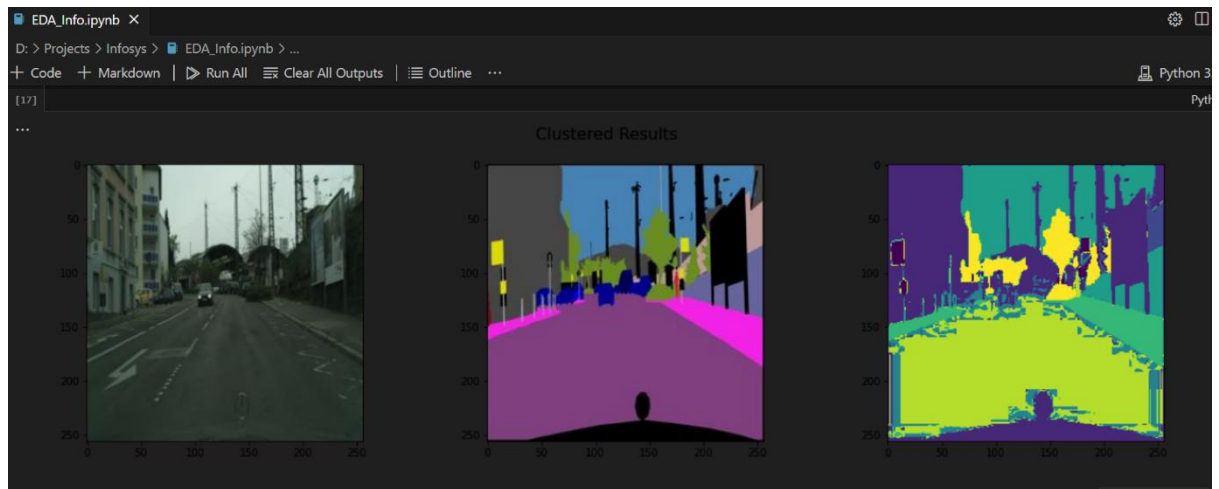 EDA_Info.ipynb ×
D: > Projects > Infosys > EDA_Info.ipynb > ...
+ Code + Markdown | Run All Clear All Outputs | Outline ...
Python 3
[17]
Pyth
...
Clustered Results
0 0 0
50 50 50
100 100 100
150 150 150
200 200 200
250 250 250
0 50 100 150 200 250 0 50 100 150 200 250 0 50 100 150 200 250